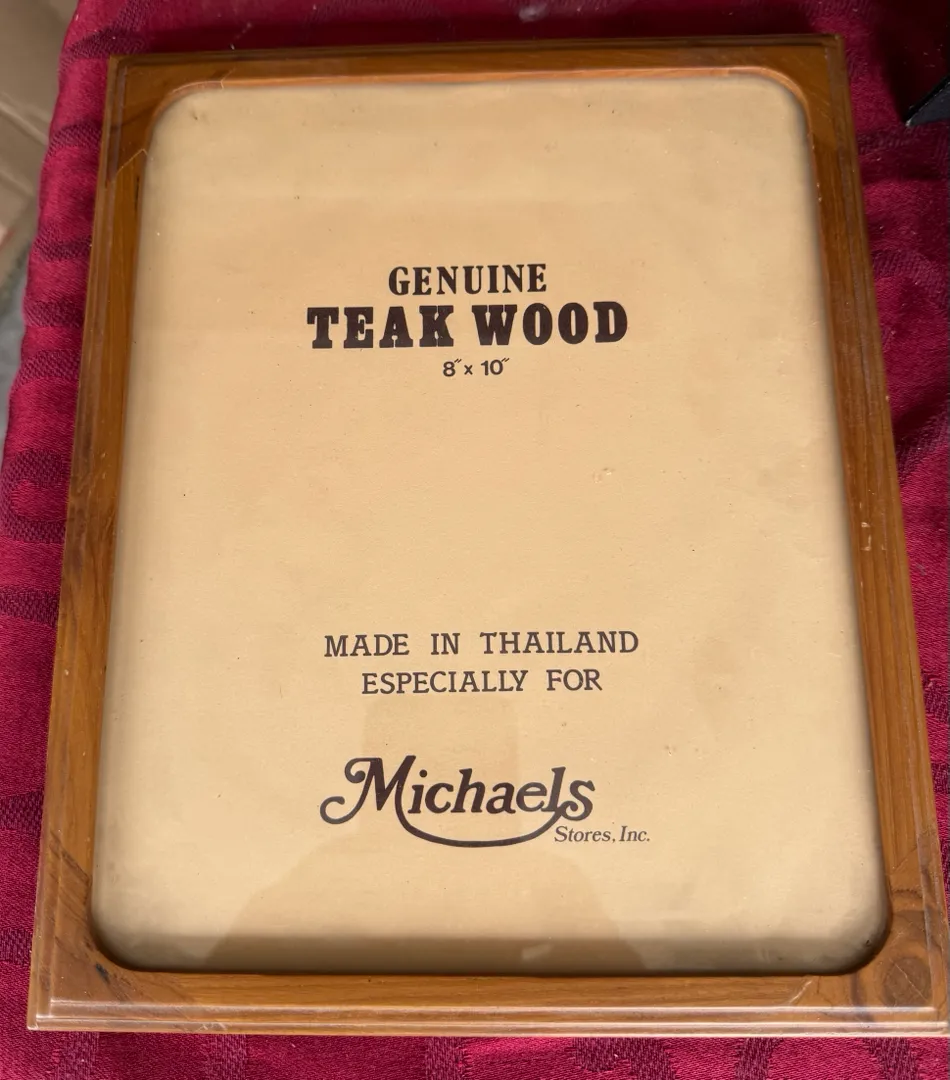 GENUINE
TEAK WOOD
8"x 10"
MADE IN THAILAND
ESPECIALLY FOR
Michaels
Stores, Inc.